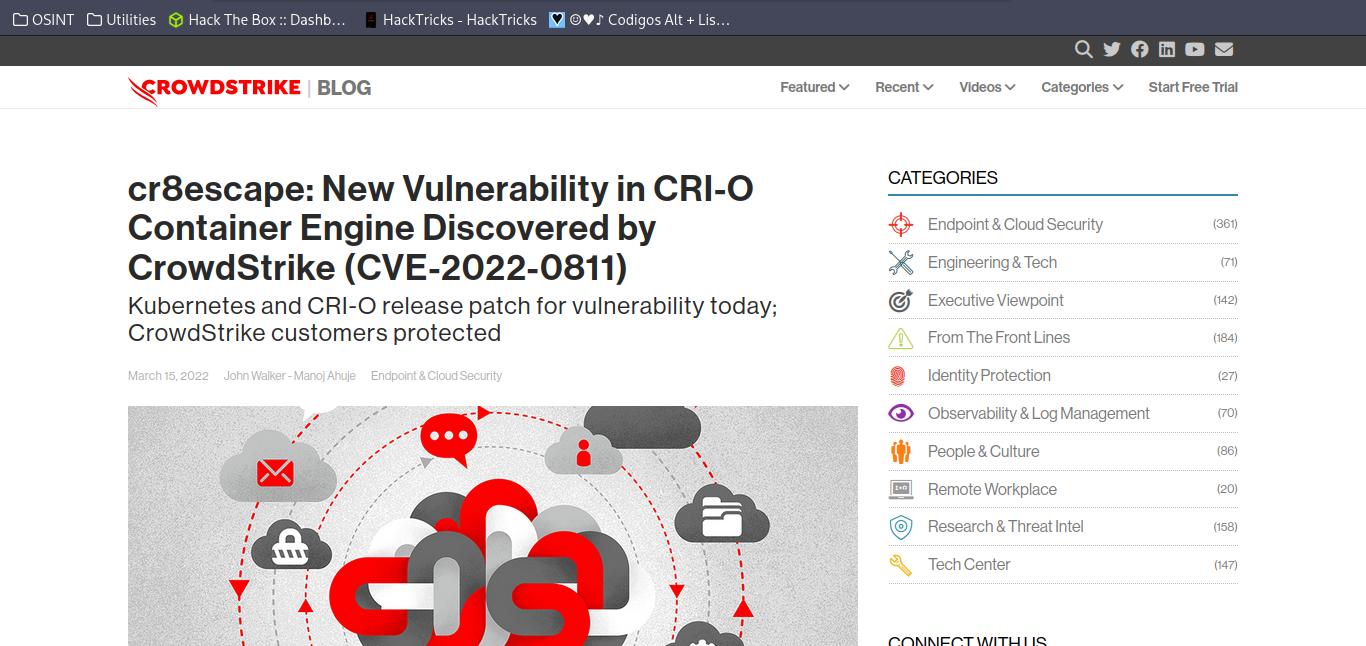 OSINT Utilities Hack The Box :: Dashb... HackTricks - HackTricks ☺♥♪ Codigos Alt + Lis...
CROWDSTRIKE | BLOG
Featured Recent Videos Categories Start Free Trial
cr8escape: New Vulnerability in CRI-O
Container Engine Discovered by
CrowdStrike (CVE-2022-0811)
Kubernetes and CRI-O release patch for vulnerability today;
CrowdStrike customers protected
March 15, 2022 John Walker - Manoj Ahuje Endpoint & Cloud Security
CATEGORIES
Endpoint & Cloud Security (361)
Engineering & Tech (71)
Executive Viewpoint (142)
From The Front Lines (184)
Identity Protection (27)
Observability & Log Management (70)
People & Culture (86)
Remote Workplace (20)
Research & Threat Intel (158)
Tech Center (147)
CONNECT WITH US